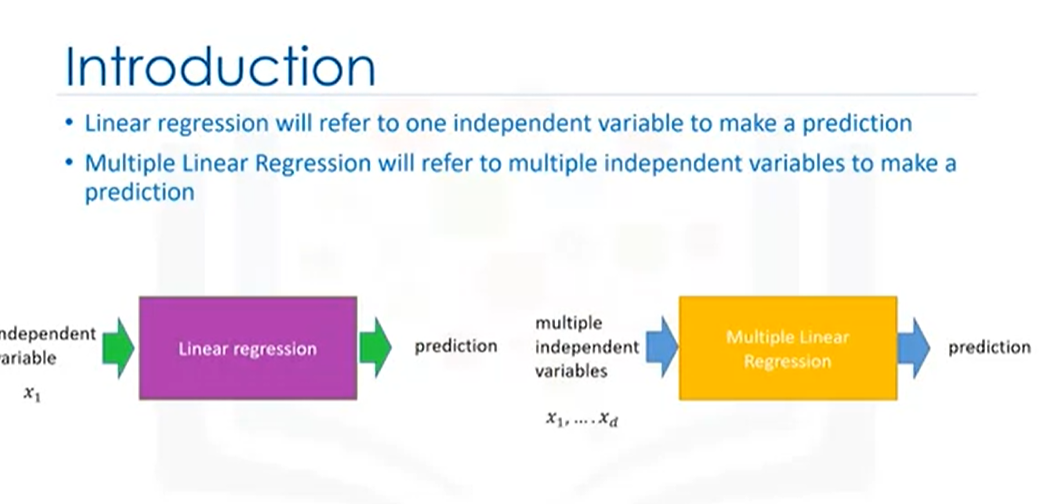 Introduction
• Linear regression will refer to one independent variable to make a prediction
• Multiple Linear Regression will refer to multiple independent variables to make a
prediction
ndependent
ariable
x₁
Linear regression
prediction
multiple
independent
variables
x₁, ....x_d
Multiple Linear
Regression
prediction